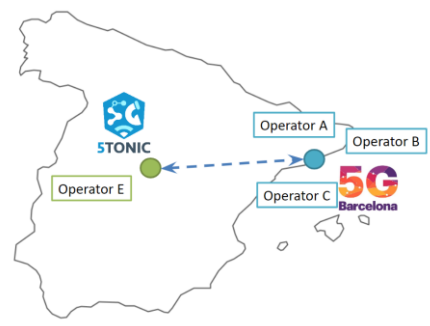 5TONIC
Operator A
Operator B
Operator E
Operator C
5G
Barcelona